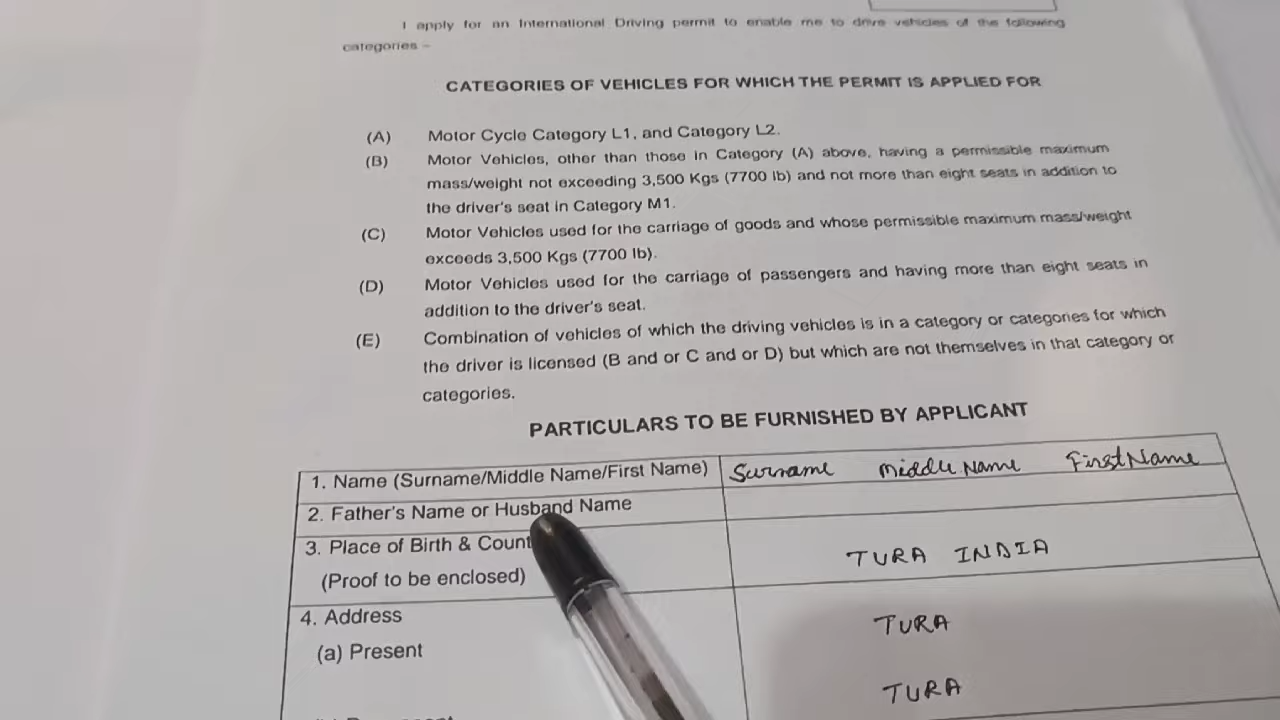 I apply for an International Driving permit to enable me to drive vehicles of the following
categories –
CATEGORIES OF VEHICLES FOR WHICH THE PERMIT IS APPLIED FOR
(A) Motor Cycle Category L1, and Category L2.
(B) Motor Vehicles, other than those in Category (A) above, having a permissible maximum
mass/weight not exceeding 3,500 Kgs (7700 lb) and not more than eight seats in addition to
the driver's seat in Category M1.
(C) Motor Vehicles used for the carriage of goods and whose permissible maximum mass/weight
exceeds 3,500 Kgs (7700 lb).
(D) Motor Vehicles used for the carriage of passengers and having more than eight seats in
addition to the driver's seat.
(E) Combination of vehicles of which the driving vehicles is in a category or categories for which
the driver is licensed (B and or C and or D) but which are not themselves in that category or
categories.
PARTICULARS TO BE FURNISHED BY APPLICANT
1. Name (Surname/Middle Name/First Name) Surname Middle Name First Name
2. Father's Name or Husband Name
3. Place of Birth & Count
(Proof to be enclosed) TURA INDIA
4. Address
(a) Present TURA
TURA